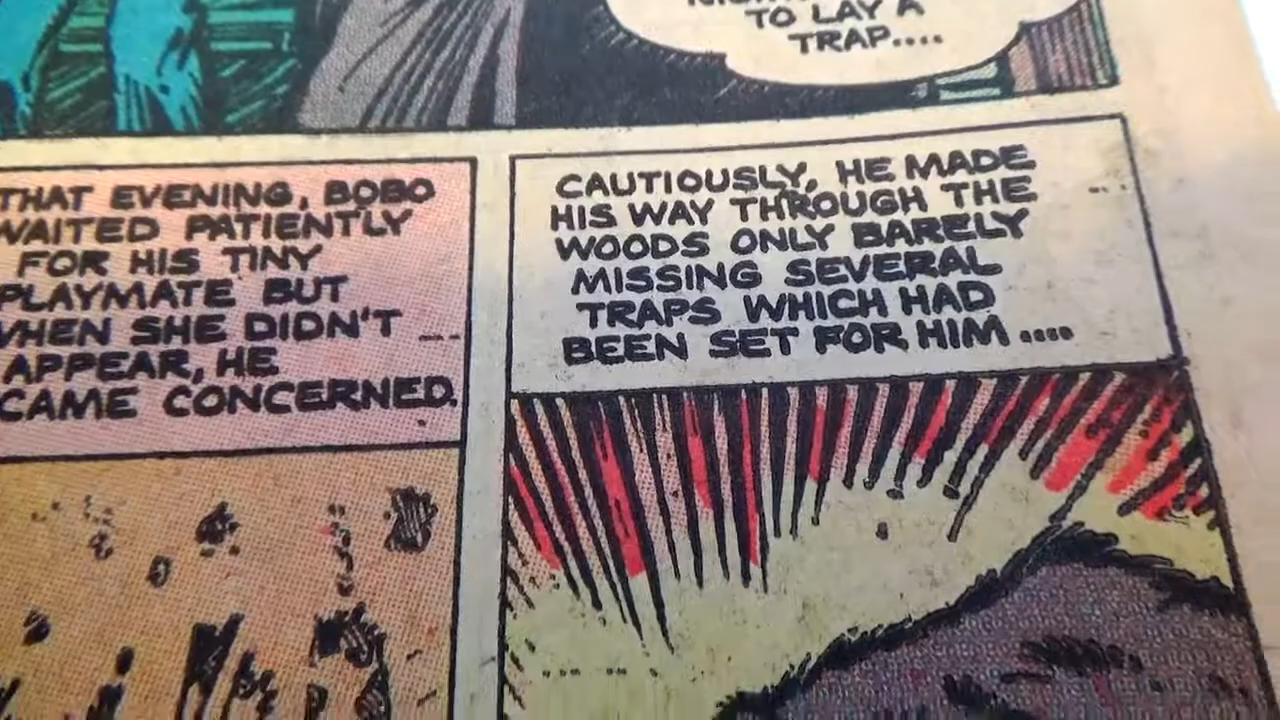 TO LAY A
TRAP....
THAT EVENING, BOBO
WAITED PATIENTLY
FOR HIS TINY
PLAYMATE BUT
WHEN SHE DIDN'T ...
APPEAR, HE
CAME CONCERNED.
CAUTIOUSLY, HE MADE
HIS WAY THROUGH THE
WOODS ONLY BARELY
MISSING SEVERAL
TRAPS WHICH HAD
BEEN SET FOR HIM ....